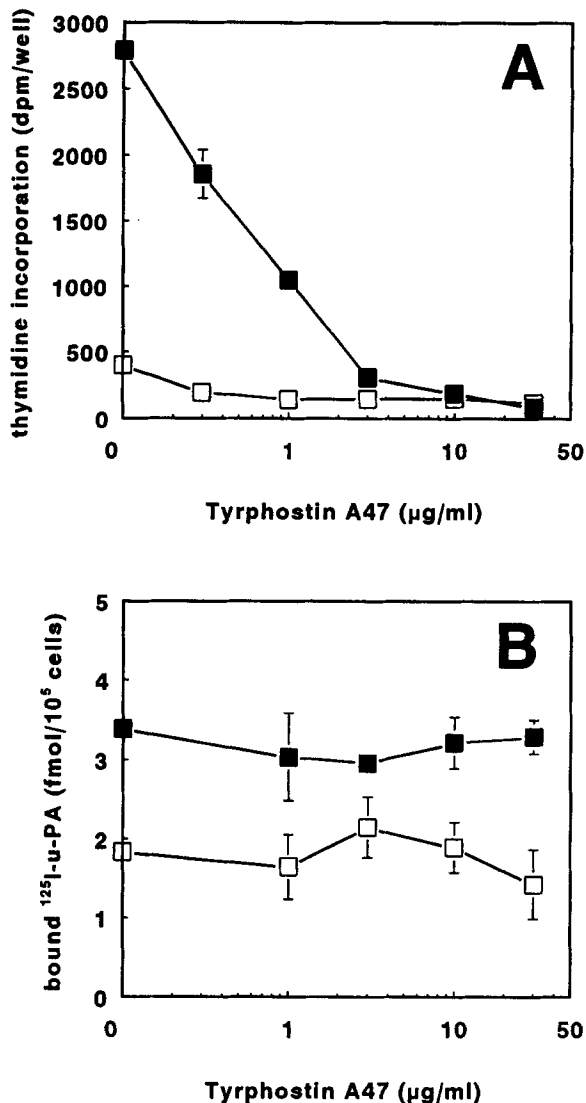 A
thymidine incorporation (dpm/well)
3000
2500
2000
1500
1000
500
0
0 1 10 50
Tyrphostin A47 (µg/ml)
B
bound ¹²⁵I-u-PA (fmol/10⁵ cells)
5
4
3
2
1
0
0 1 10 50
Tyrphostin A47 (µg/ml)